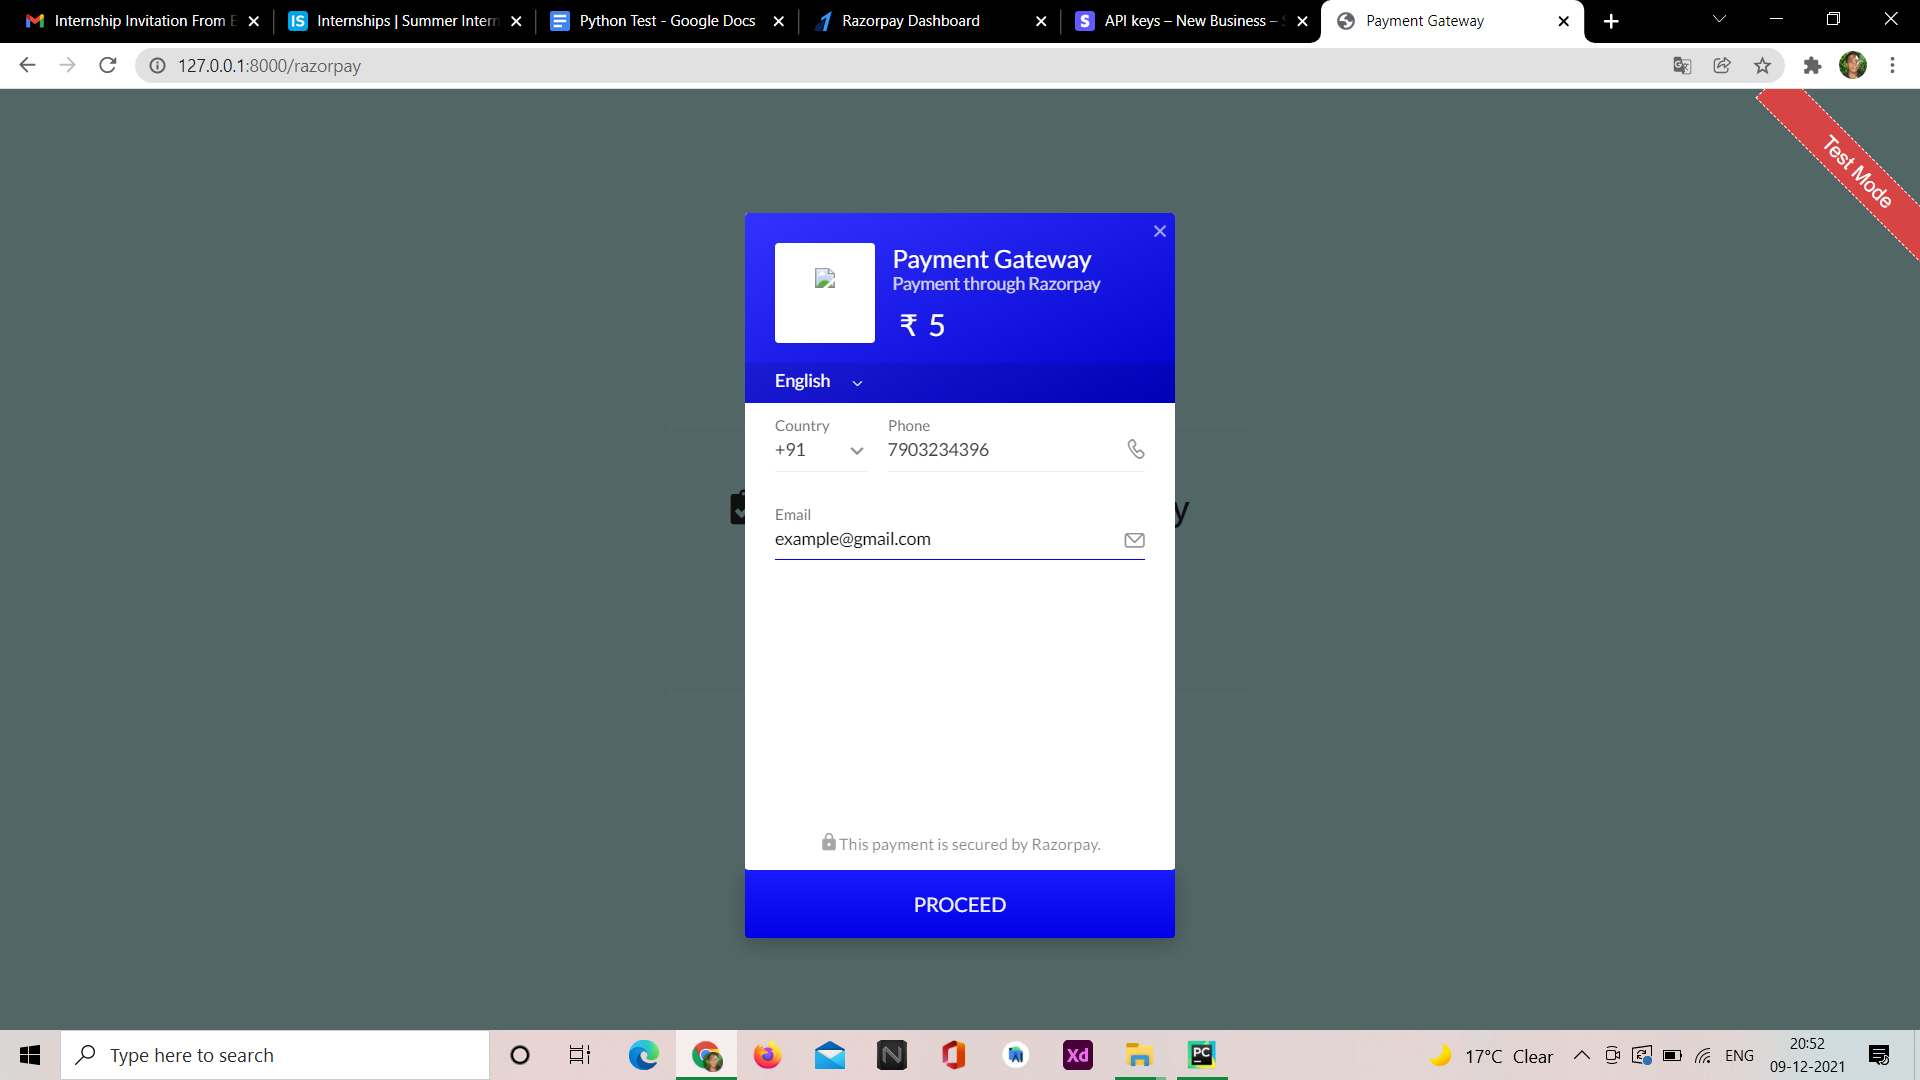 Internship Invitation From E
Internships | Summer Intern
Python Test - Google Docs
Razorpay Dashboard
API keys – New Business – S
Payment Gateway
127.0.0.1:8000/razorpay
Test Mode
Payment Gateway
Payment through Razorpay
₹ 5
English
Country
Phone
+91
7903234396
y
Email
example@gmail.com
This payment is secured by Razorpay.
PROCEED
Type here to search
17°C Clear
ENG
20:52
09-12-2021